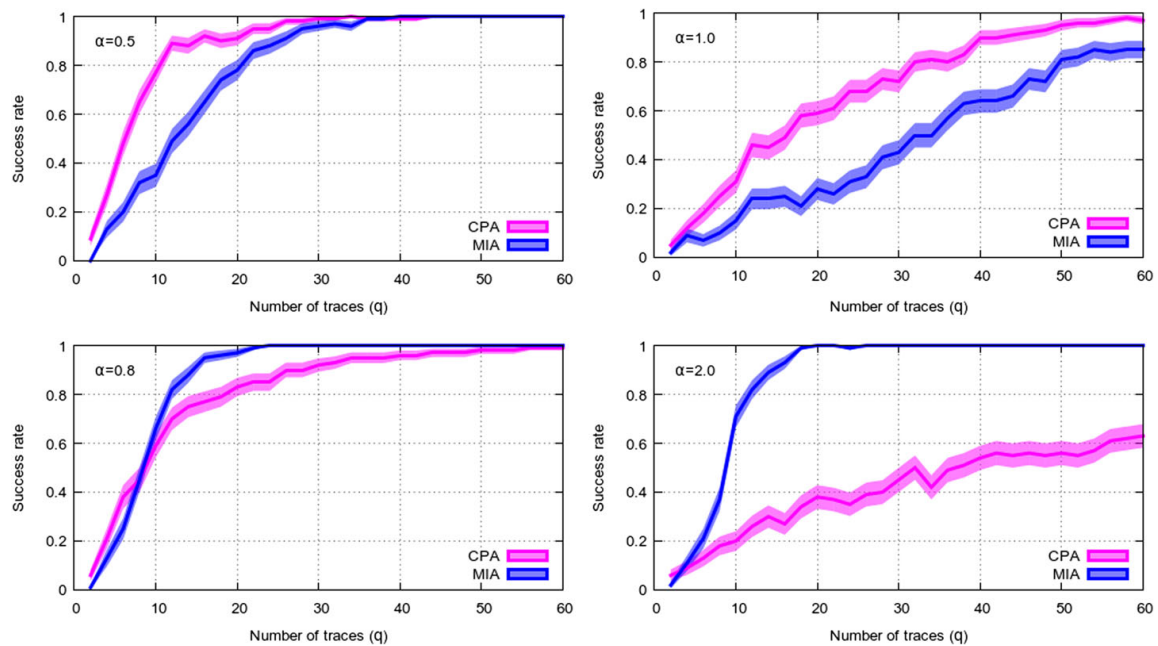 1
0.8
0.6
0.4
0.2
0
Success rate
α=0.5
CPA
MIA
0 10 20 30 40 50 60
Number of traces (q)
1
0.8
0.6
0.4
0.2
0
Success rate
α=1.0
CPA
MIA
0 10 20 30 40 50 60
Number of traces (q)
1
0.8
0.6
0.4
0.2
0
Success rate
α=0.8
CPA
MIA
0 10 20 30 40 50 60
Number of traces (q)
1
0.8
0.6
0.4
0.2
0
Success rate
α=2.0
CPA
MIA
0 10 20 30 40 50 60
Number of traces (q)